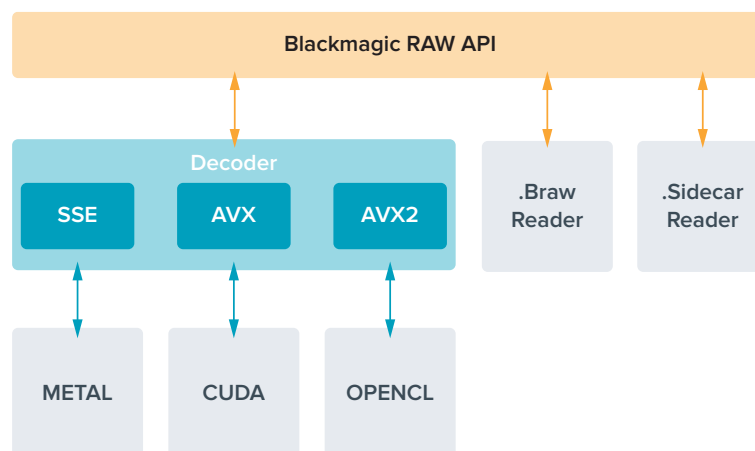 Blackmagic RAW API
Decoder
SSE
AVX
AVX2
.Braw
Reader
.Sidecar
Reader
METAL
CUDA
OPENCL